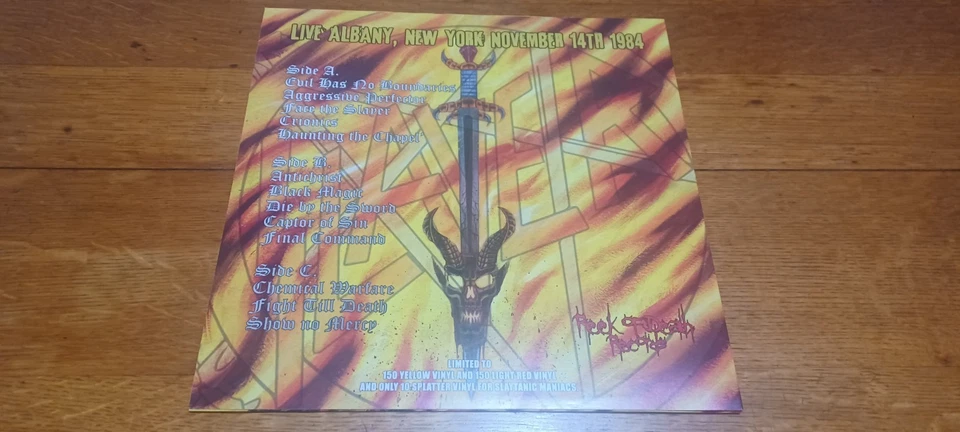 LIVE ALBANY, NEW YORK NOVEMBER 14TH 1984
Side A.
Evil Has No Boundaries
Aggressive Perfector
Face the Slayer
Crionics
Haunting the Chapel
Side B.
Antichrist
Black Magic
Die by the Sword
Captor of Sin
Final Command
Side C.
Chemical Warfare
Fight Till Death
Show no Mercy
LIMITED TO
150 YELLOW VINYL AND 150 LIGHT RED VINYL
AND ONLY 10 SPLATTER VINYL FOR SLAYTANIC MANIACS